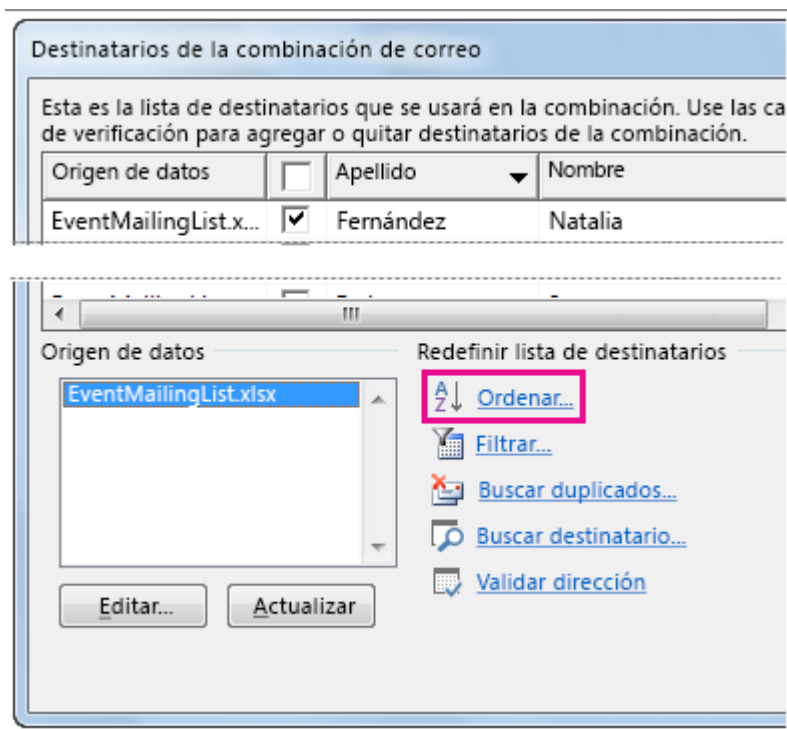 Destinatarios de la combinación de correo
Esta es la lista de destinatarios que se usará en la combinación. Use las ca
de verificación para agregar o quitar destinatarios de la combinación.
Origen de datos Apellido Nombre
EventMailingList.x... Fernández Natalia
Origen de datos Redefinir lista de destinatarios
EventMailingList.xlsx
Ordenar...
Filtrar...
Buscar duplicados...
Buscar destinatario...
Validar dirección
Editar... Actualizar